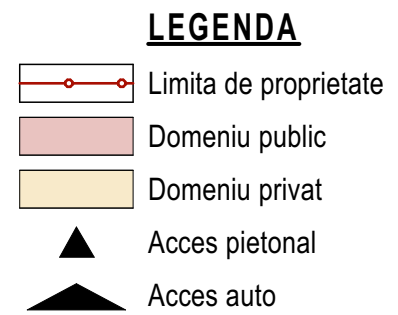 LEGENDA
Limita de proprietate
Domeniu public
Domeniu privat
Acces pietonal
Acces auto